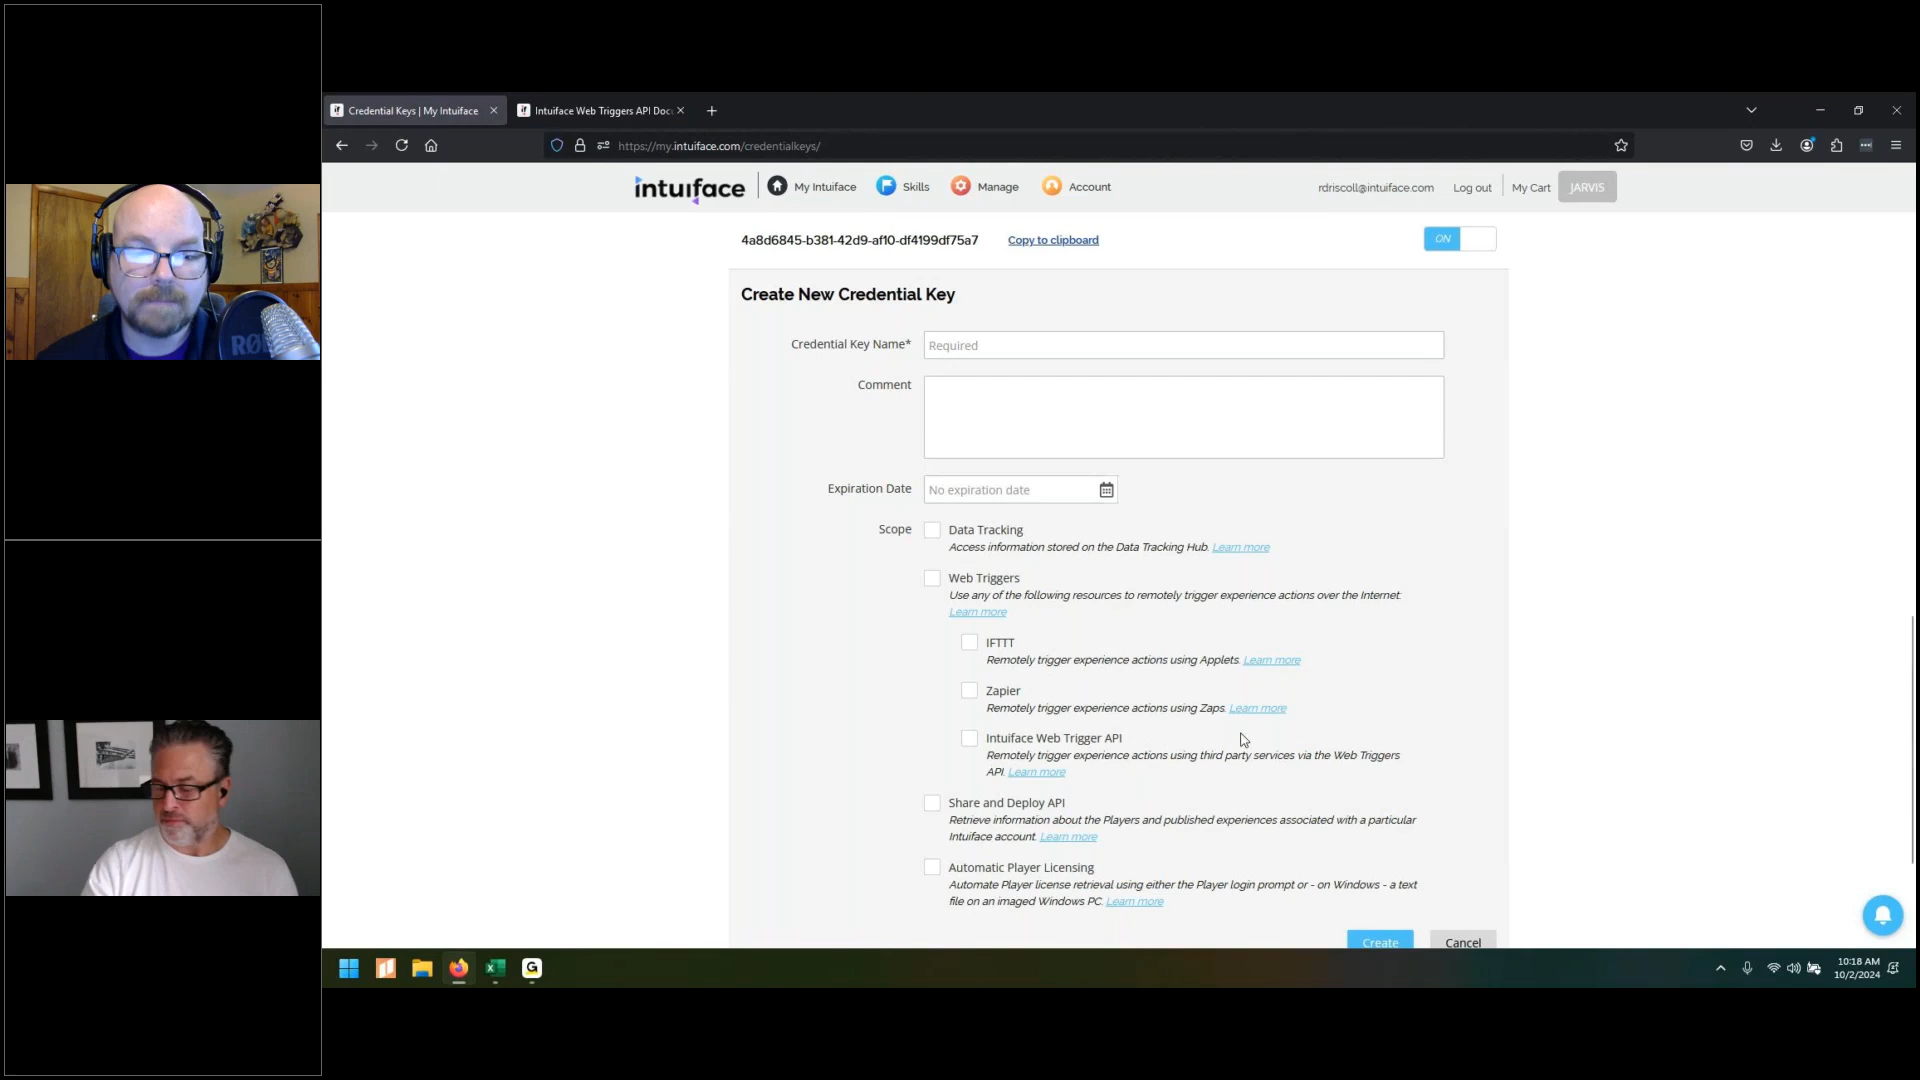 Credential Keys | My Intuiface
Intuiface Web Triggers API Doc
https://my.intuiface.com/credentialkeys/
intuiface
My Intuiface
Skills
Manage
Account
rdriscoll@intuiface.com
Log out
My Cart
JARVIS
4a8d6845-b381-42d9-af10-df4199df75a7
Copy to clipboard
ON
Create New Credential Key
Credential Key Name*
Required
Comment
Expiration Date
No expiration date
Scope
Data Tracking
Access information stored on the Data Tracking Hub. Learn more
Web Triggers
Use any of the following resources to remotely trigger experience actions over the Internet:
Learn more
IFTTT
Remotely trigger experience actions using Applets. Learn more
Zapier
Remotely trigger experience actions using Zaps. Learn more
Intuiface Web Trigger API
Remotely trigger experience actions using third party services via the Web Triggers
API. Learn more
Share and Deploy API
Retrieve information about the Players and published experiences associated with a particular
Intuiface account. Learn more
Automatic Player Licensing
Automate Player license retrieval using either the Player login prompt or - on Windows - a text
file on an imaged Windows PC. Learn more
Create
Cancel
10:18 AM
10/2/2024